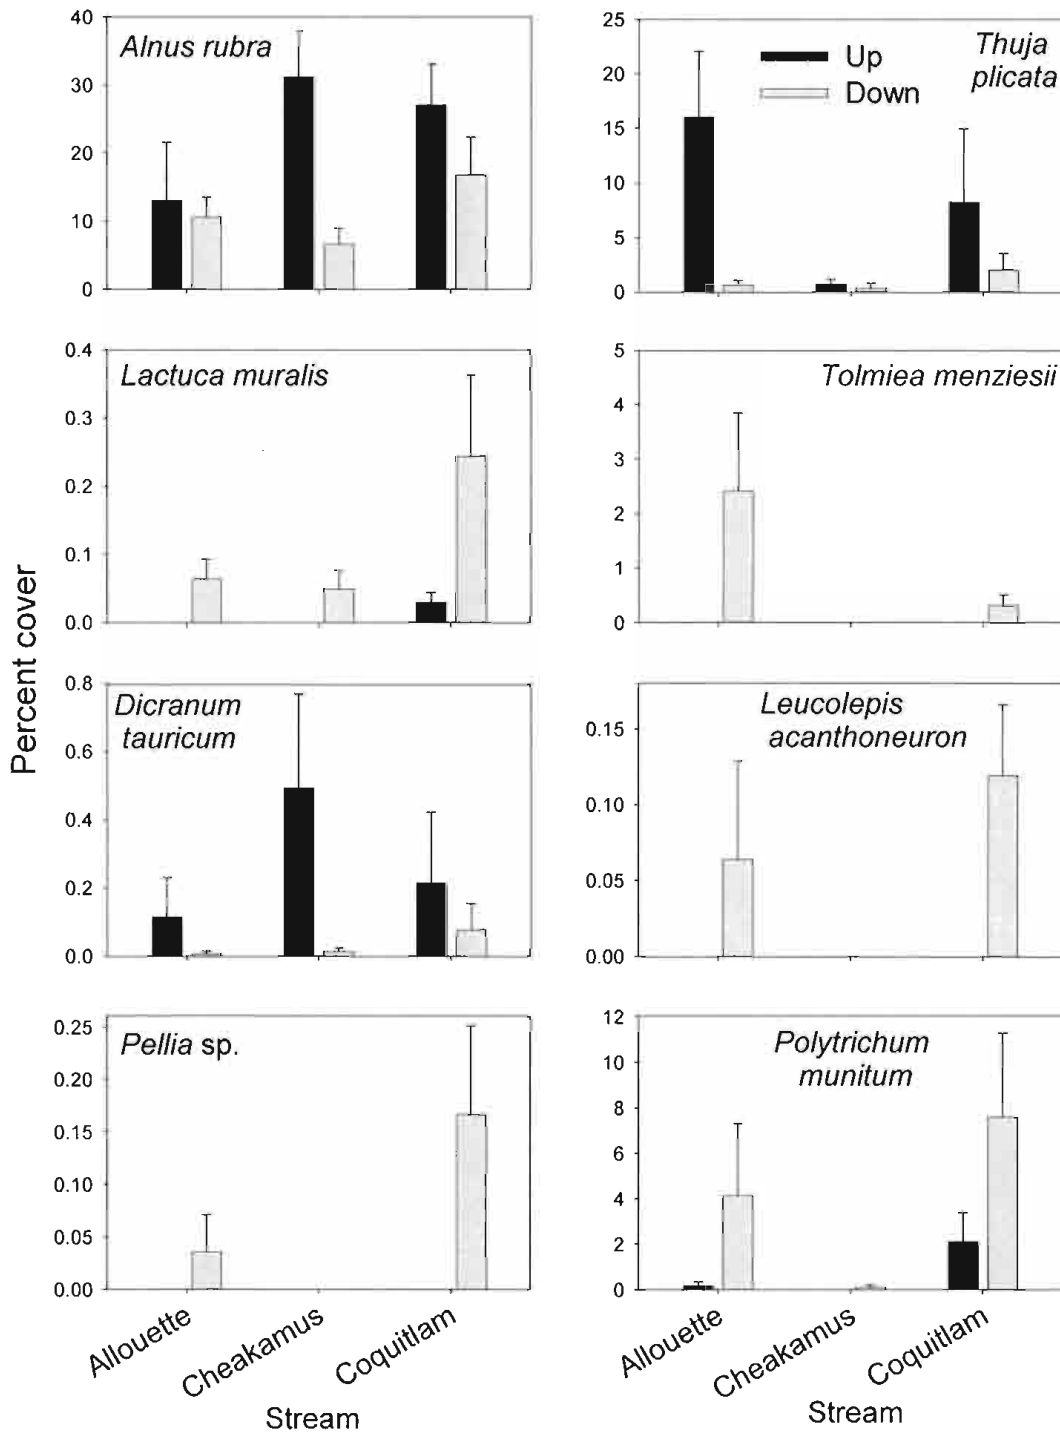 Percent cover
Alnus rubra
40
30
20
10
0
Thuja
plicata
Up
Down
25
20
15
10
5
0
Lactuca muralis
0.4
0.3
0.2
0.1
0.0
Tolmiea menziesii
5
4
3
2
1
0
Dicranum
tauricum
0.8
0.6
0.4
0.2
0.0
Leucolepis
acanthoneuron
0.15
0.10
0.05
0.00
Pellia sp.
0.25
0.20
0.15
0.10
0.05
0.00
Allouette
Cheakamus
Coquitlam
Stream
Polytrichum
munitum
12
10
8
6
4
2
0
Allouette
Cheakamus
Coquitlam
Stream